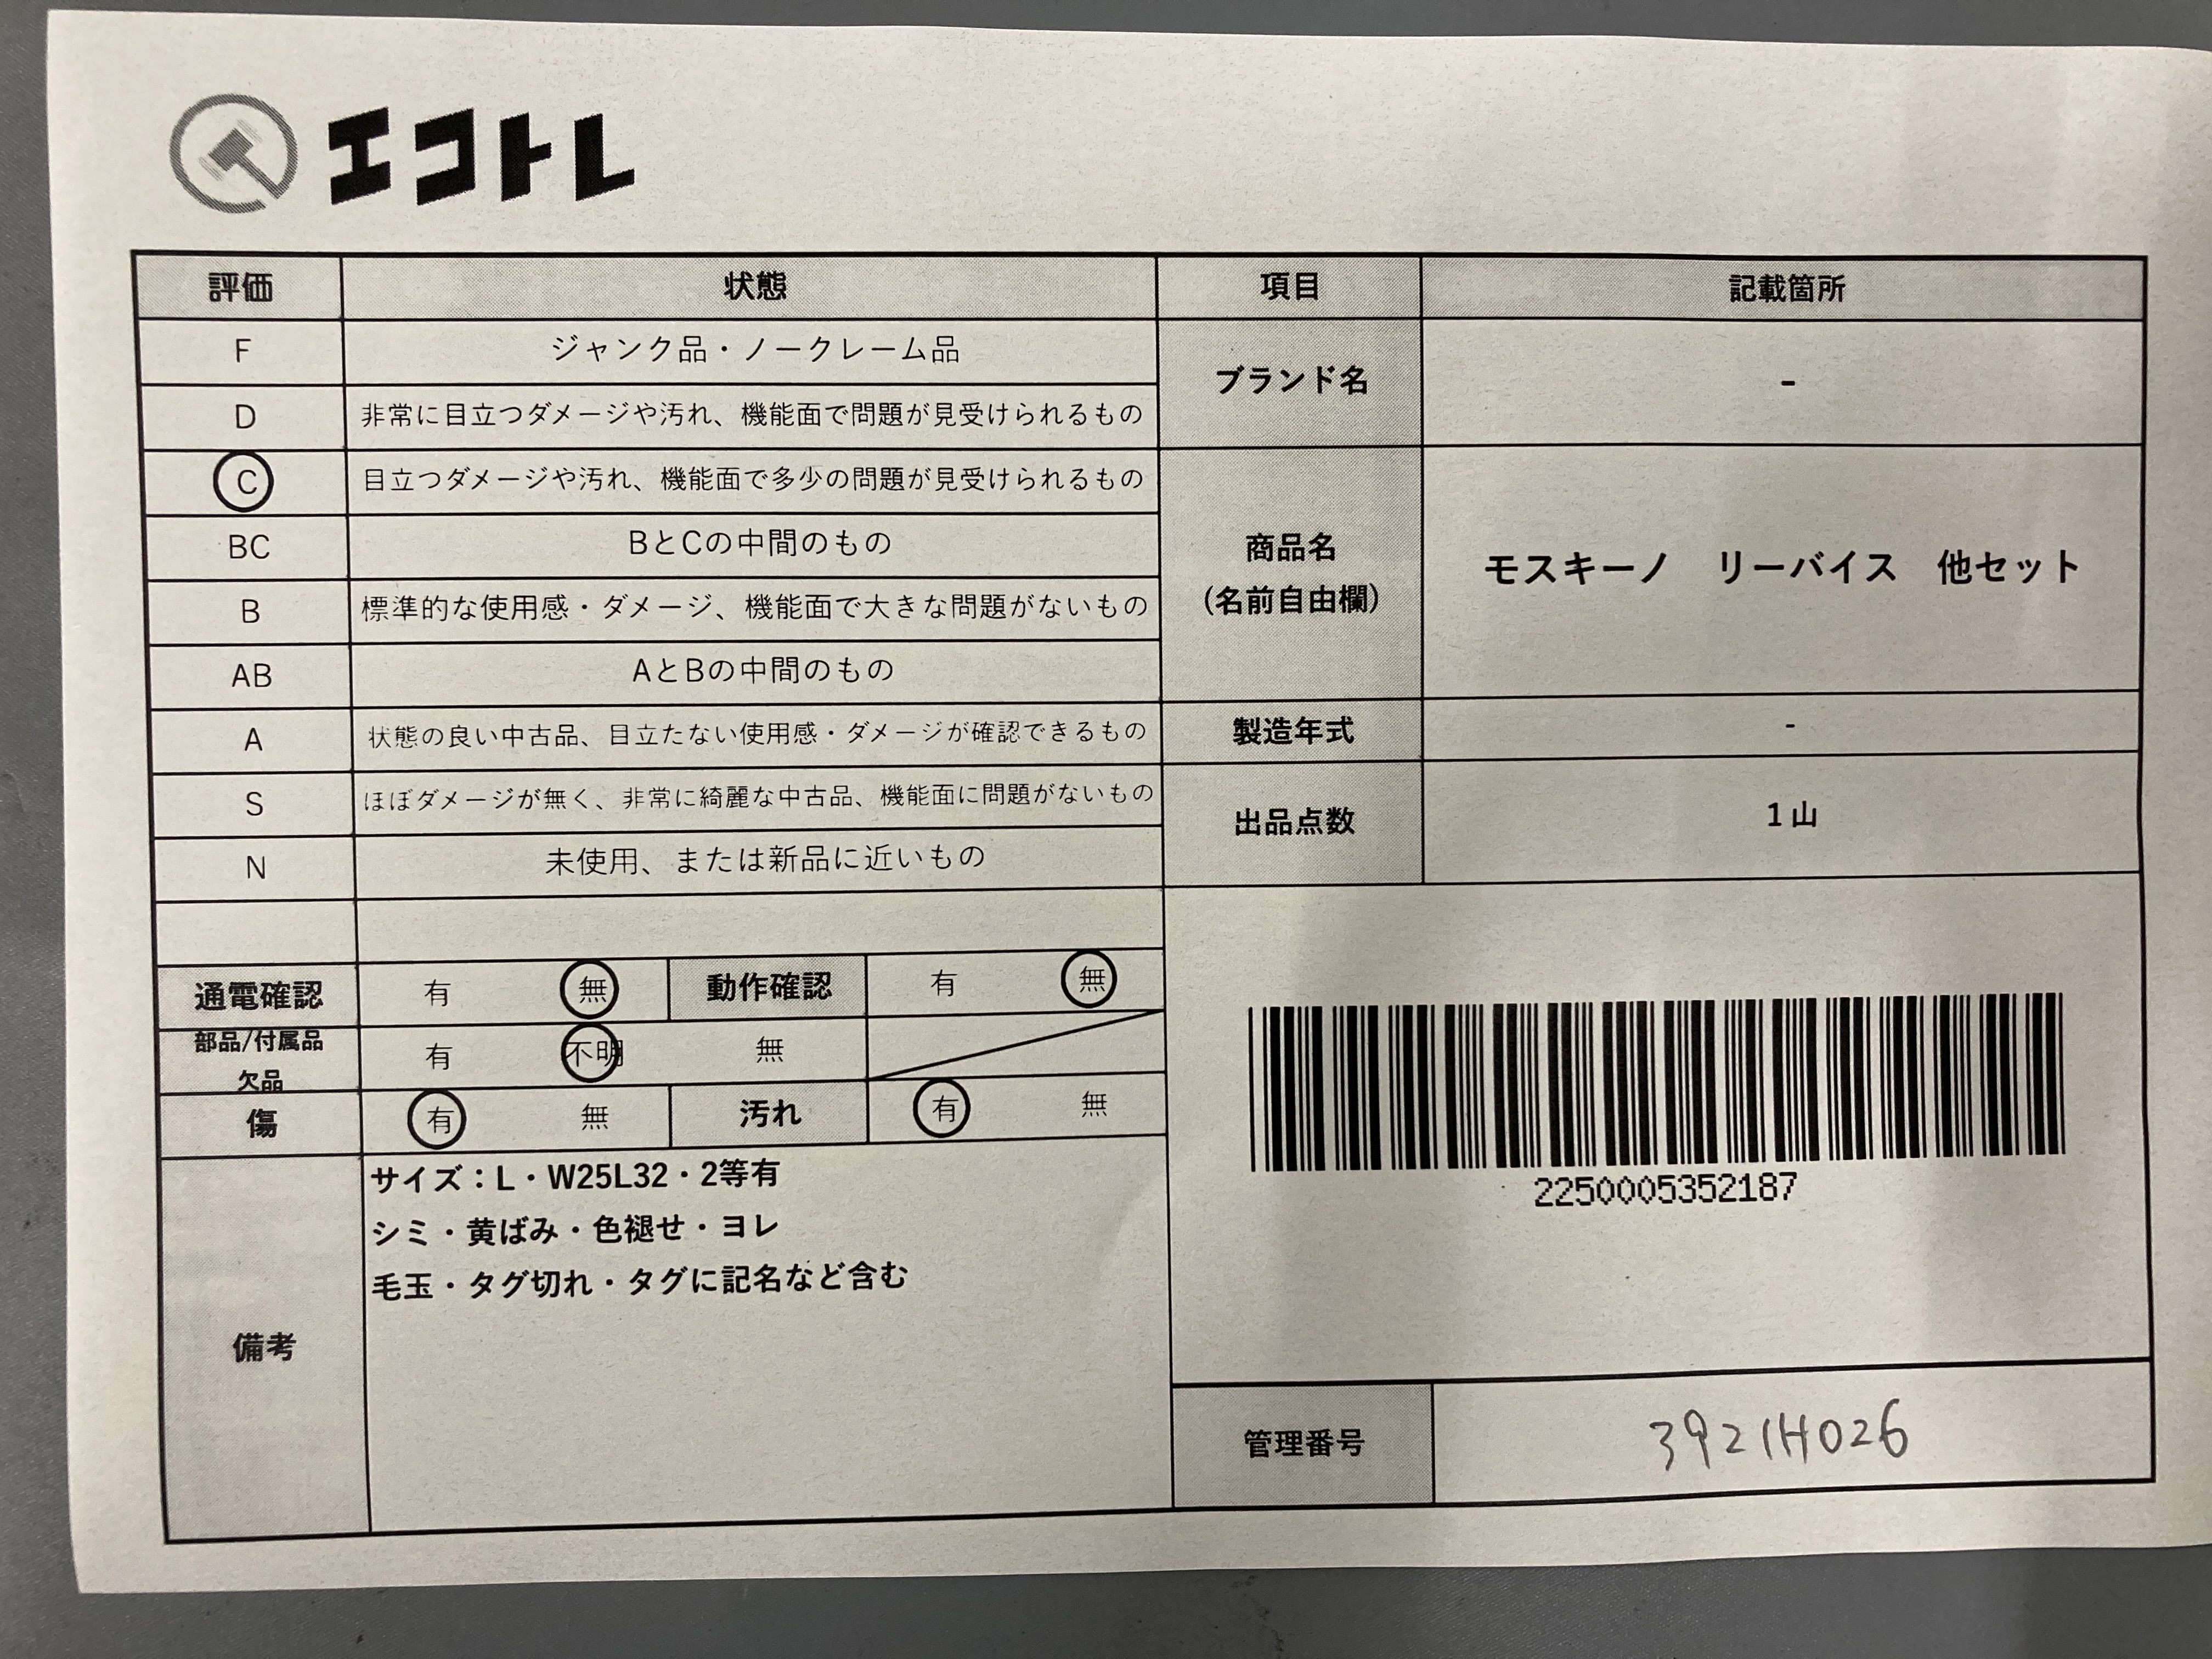 エコトレ
評価 状態 項目 記載箇所
F ジャンク品・ノークレーム品
D 非常に目立つダメージや汚れ、機能面で問題が見受けられるもの
ブランド名 -
C 目立つダメージや汚れ、機能面で多少の問題が見受けられるもの
BC BとCの中間のもの
B 標準的な使用感・ダメージ、機能面で大きな問題がないもの
AB AとBの中間のもの
商品名
(名前自由欄)
モスキーノ リーバイス 他セット
A 状態の良い中古品、目立たない使用感・ダメージが確認できるもの
製造年式 -
S ほぼダメージが無く、非常に綺麗な中古品、機能面に問題がないもの
出品点数 1山
N 未使用、または新品に近いもの
通電確認 有 無 動作確認 有 無
部品/付属品
欠品
有 不明 無
傷 有 無 汚れ 有 無
備考
サイズ：L・W25L32・2等有
シミ・黄ばみ・色褪せ・ヨレ
毛玉・タグ切れ・タグに記名など含む
2250005352187
管理番号 3921H026